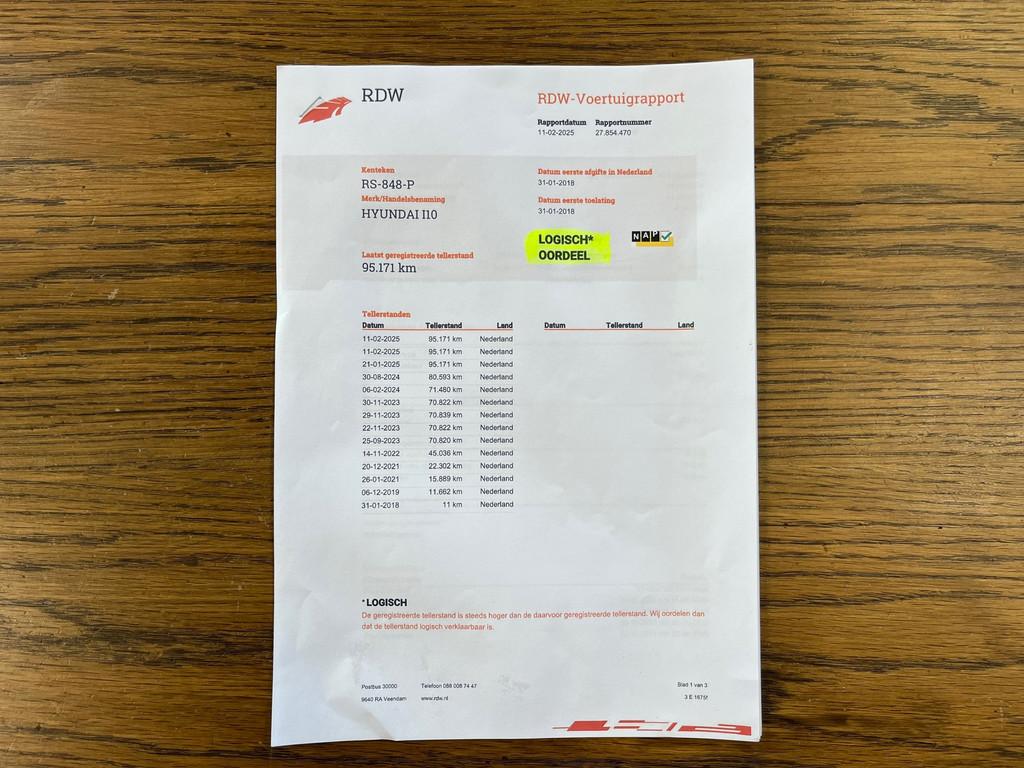 RDW
RDW-Voertuigrapport
Rapportdatum Rapportnummer
11-02-2025 27.854.470
Kenteken
RS-848-P
Merk/Handelsbenaming
HYUNDAI I10
Datum eerste afgifte in Nederland
31-01-2018
Datum eerste toelating
31-01-2018
Laatst geregistreerde tellerstand
95.171 km
LOGISCH*
OORDEEL
NAP
Tellerstanden
Datum Tellerstand Land Datum Tellerstand Land
11-02-2025 95.171 km Nederland
11-02-2025 95.171 km Nederland
21-01-2025 95.171 km Nederland
30-08-2024 80.593 km Nederland
06-02-2024 71.480 km Nederland
30-11-2023 70.822 km Nederland
29-11-2023 70.839 km Nederland
22-11-2023 70.822 km Nederland
25-09-2023 70.820 km Nederland
14-11-2022 45.036 km Nederland
20-12-2021 22.302 km Nederland
26-01-2021 15.889 km Nederland
06-12-2019 11.662 km Nederland
31-01-2018 11 km Nederland
* LOGISCH
De geregistreerde tellerstand is steeds hoger dan de daarvoor geregistreerde tellerstand. Wij oordelen dan
dat de tellerstand logisch verklaarbaar is.
Postbus 30000 Telefoon 088 008 74 47 Blad 1 van 3
9640 RA Veendam www.rdw.nl 3 E 1675f